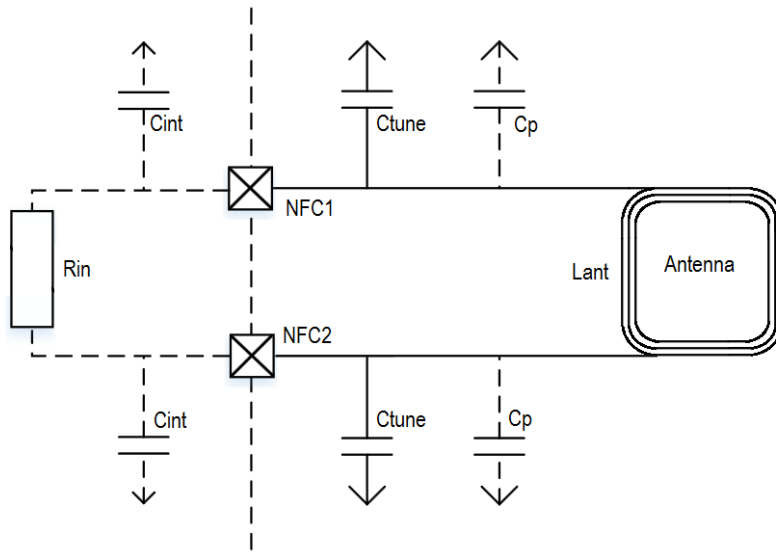 Cint
Ctune
Cp
NFC1
Rin
Lant
Antenna
NFC2
Cint
Ctune
Cp